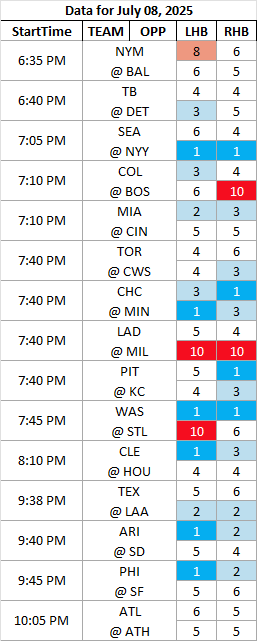 Data for July 08, 2025
StartTime TEAM OPP LHB RHB
6:35 PM NYM 8 6
@ BAL 6 5
6:40 PM TB 4 4
@ DET 3 5
7:05 PM SEA 6 4
@ NYY 1 1
7:10 PM COL 3 4
@ BOS 6 10
7:10 PM MIA 2 3
@ CIN 5 5
7:40 PM TOR 4 6
@ CWS 4 3
7:40 PM CHC 3 1
@ MIN 1 3
7:40 PM LAD 5 4
@ MIL 10 10
7:40 PM PIT 5 1
@ KC 4 3
7:45 PM WAS 1 1
@ STL 10 6
8:10 PM CLE 1 3
@ HOU 4 4
9:38 PM TEX 5 6
@ LAA 2 2
9:40 PM ARI 1 2
@ SD 5 4
9:45 PM PHI 1 2
@ SF 5 6
10:05 PM ATL 6 5
@ ATH 5 5